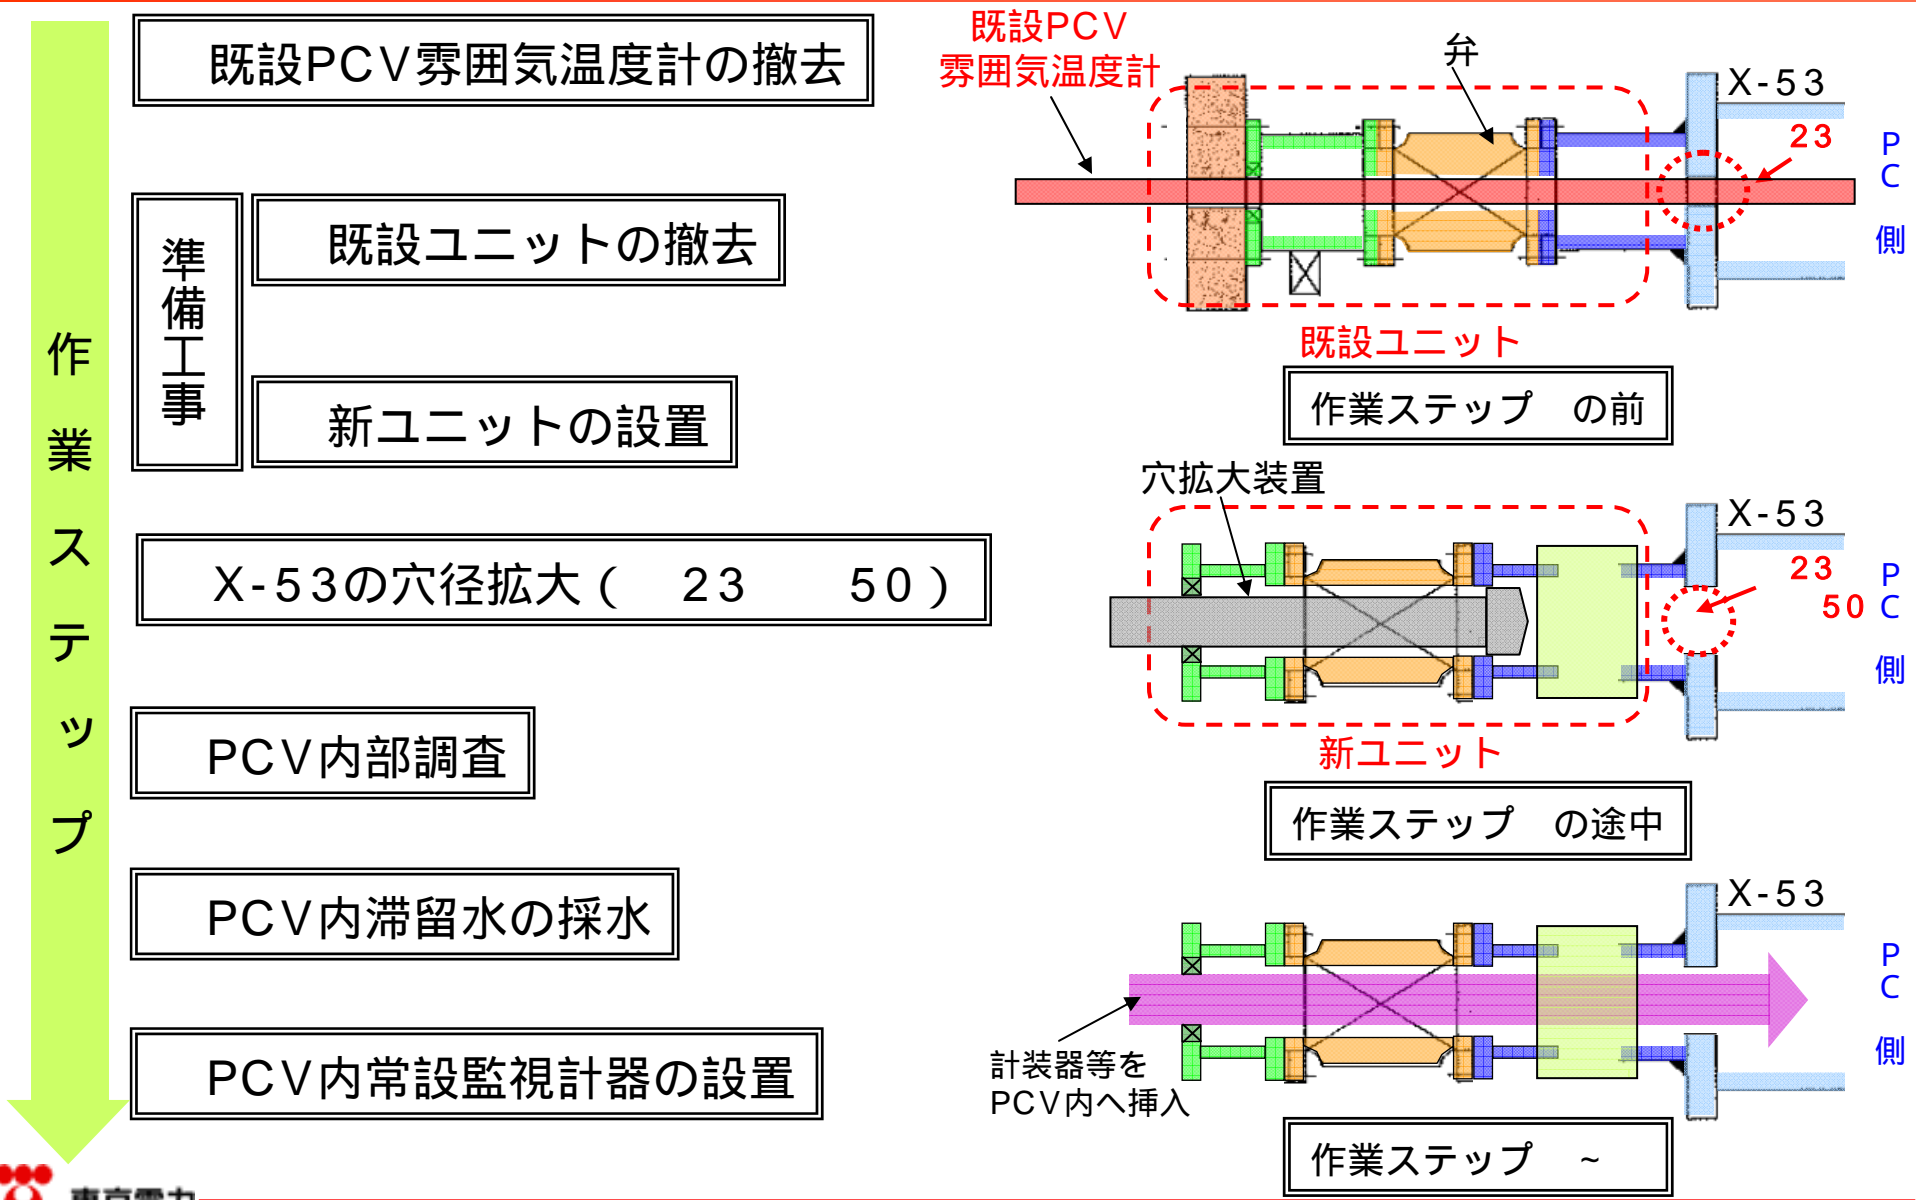 既設PCV雰囲気温度計の撤去
準備工事
既設ユニットの撤去
新ユニットの設置
X-53の穴径拡大(　23　　50)
PCV内部調査
PCV内滞留水の採水
PCV内常設監視計器の設置
作業ステップ
既設PCV
雰囲気温度計
弁
X-53
23
PC 側
既設ユニット
作業ステップ　の前
穴拡大装置
X-53
23
50
PC 側
新ユニット
作業ステップ　の途中
X-53
PC 側
計装器等を
PCV内へ挿入
作業ステップ　~
東京電力